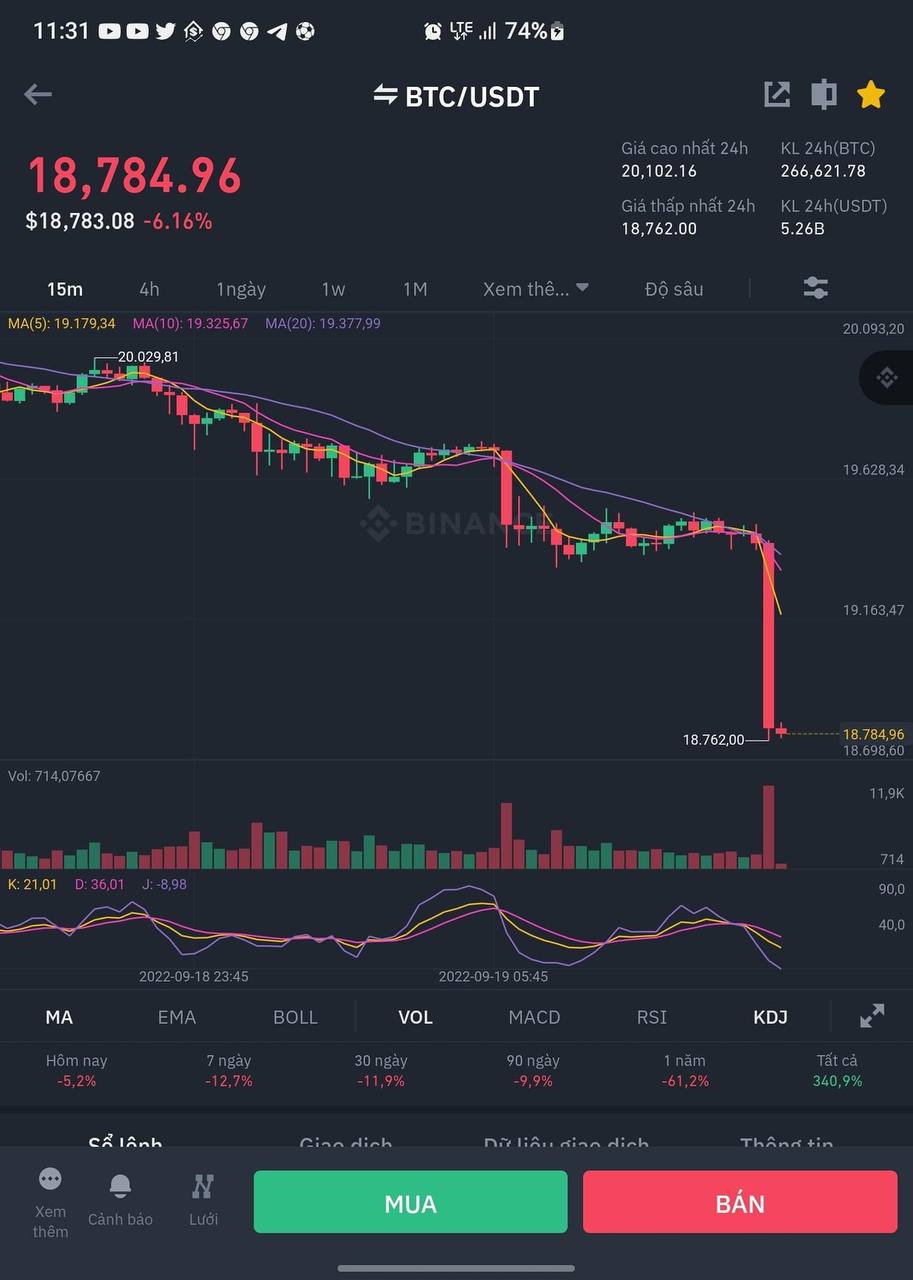 11:31 LTE 74%
BTC/USDT
18,784.96
$18,783.08 -6.16%
Giá cao nhất 24h KL 24h(BTC)
20,102.16 266,621.78
Giá thấp nhất 24h KL 24h(USDT)
18,762.00 5.26B
15m 4h 1ngày 1w 1M Xem thê... Độ sâu
MA(5): 19.179,34 MA(10): 19.325,67 MA(20): 19.377,99
20.093,20
20.029,81
19.628,34
BINANCE
19.163,47
18.762,00
18.784,96
18.698,60
Vol: 714,07667
11,9K
714
K: 21,01 D: 36,01 J: -8,98
90,0
40,0
2022-09-18 23:45 2022-09-19 05:45
MA EMA BOLL VOL MACD RSI KDJ
Hôm nay 7 ngày 30 ngày 90 ngày 1 năm Tất cả
-5,2% -12,7% -11,9% -9,9% -61,2% 340,9%
Sổ lệnh Giao dịch Dữ liệu giao dịch Thông tin
Xem thêm Cảnh báo Lưới MUA BÁN